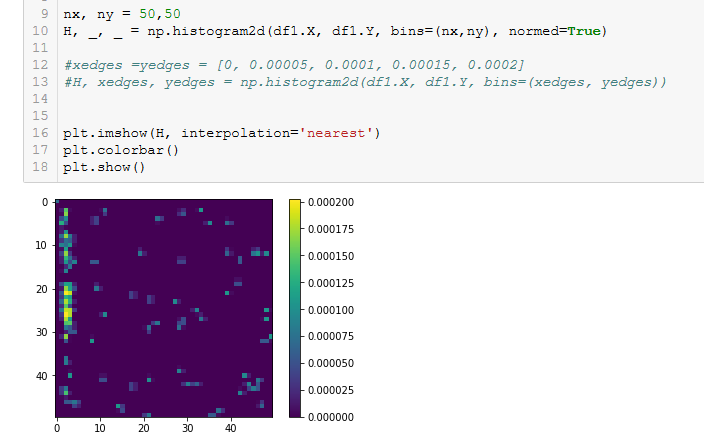 9 nx, ny = 50,50
10 H, _, _ = np.histogram2d(df1.X, df1.Y, bins=(nx,ny), normed=True)
11
12 #xedges =yedges = [0, 0.00005, 0.0001, 0.00015, 0.0002]
13 #H, xedges, yedges = np.histogram2d(df1.X, df1.Y, bins=(xedges, yedges))
14
15
16 plt.imshow(H, interpolation='nearest')
17 plt.colorbar()
18 plt.show()
0
10
20
30
40
0 10 20 30 40
0.000200
0.000175
0.000150
0.000125
0.000100
0.000075
0.000050
0.000025
0.000000